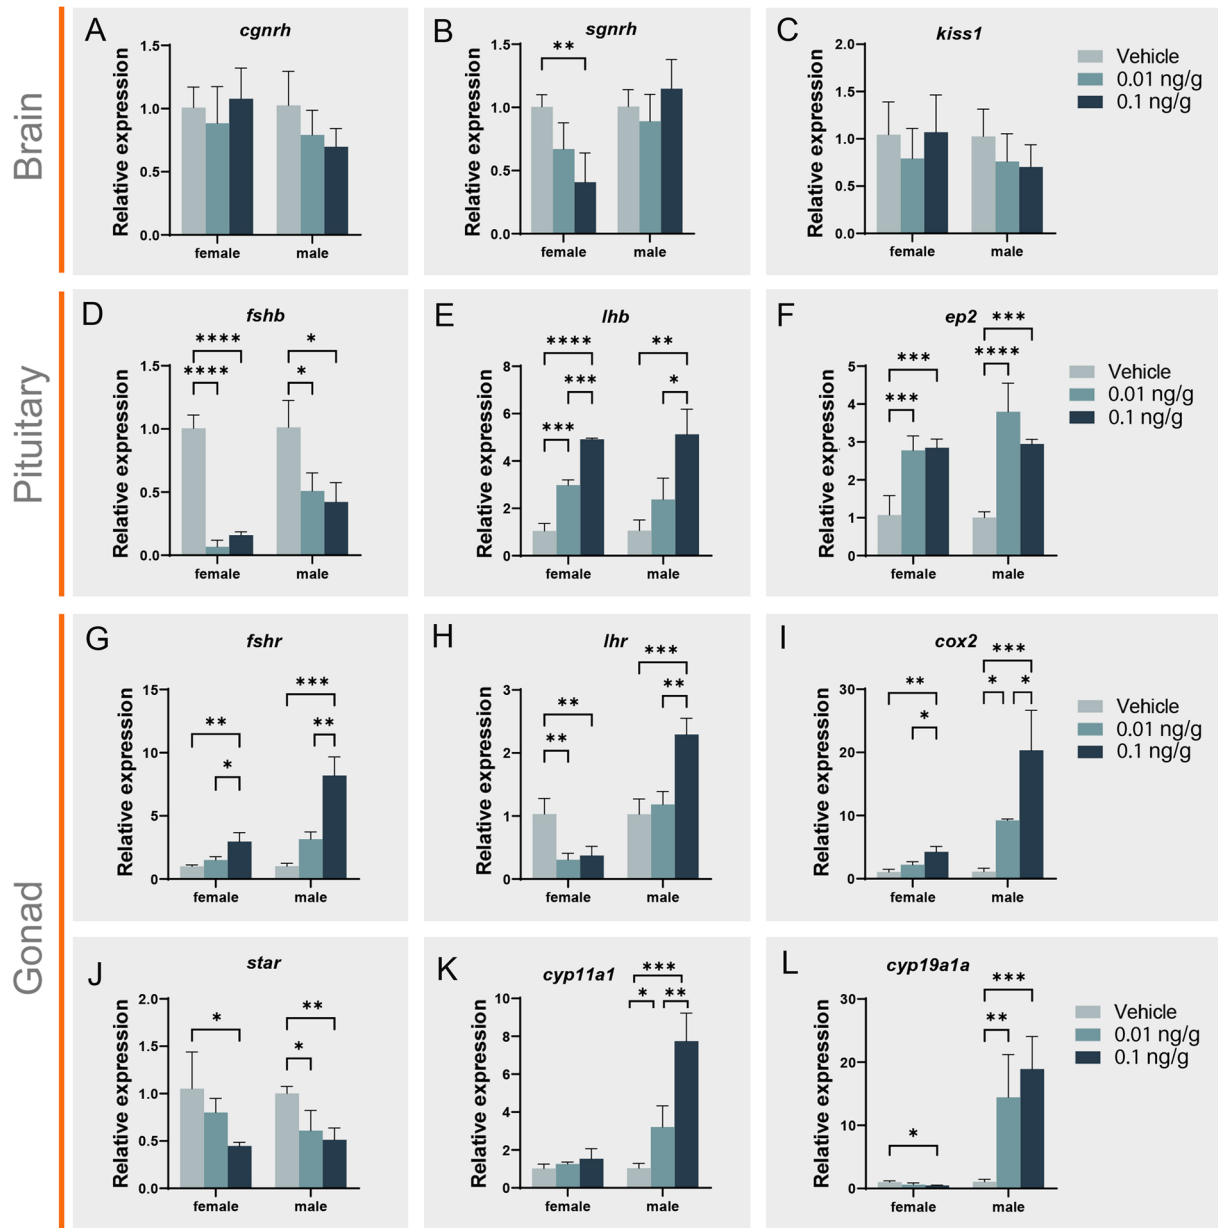 Brain
A
cgnrh
Relative expression
1.5
1.0
0.5
0.0
female
male
B
sgnrh
Relative expression
1.5
1.0
0.5
0.0
**
female
male
C
kiss1
Relative expression
2.0
1.5
1.0
0.5
0.0
female
male
Vehicle
0.01 ng/g
0.1 ng/g
Pituitary
D
fshb
Relative expression
1.5
1.0
0.5
0.0
****
****
*
*
female
male
E
lhb
Relative expression
8
6
4
2
0
****
***
***
**
*
female
male
F
ep2
Relative expression
5
4
3
2
1
0
***
***
***
****
female
male
Vehicle
0.01 ng/g
0.1 ng/g
Gonad
G
fshr
Relative expression
15
10
5
0
**
*
***
**
female
male
H
lhr
Relative expression
3
2
1
0
**
**
***
**
female
male
I
cox2
Relative expression
30
20
10
0
**
*
***
*
*
female
male
Vehicle
0.01 ng/g
0.1 ng/g
J
star
Relative expression
2.0
1.5
1.0
0.5
0.0
*
**
*
female
male
K
cyp11a1
Relative expression
10
8
6
4
2
0
***
*
**
female
male
L
cyp19a1a
Relative expression
30
20
10
0
*
***
**
female
male
Vehicle
0.01 ng/g
0.1 ng/g